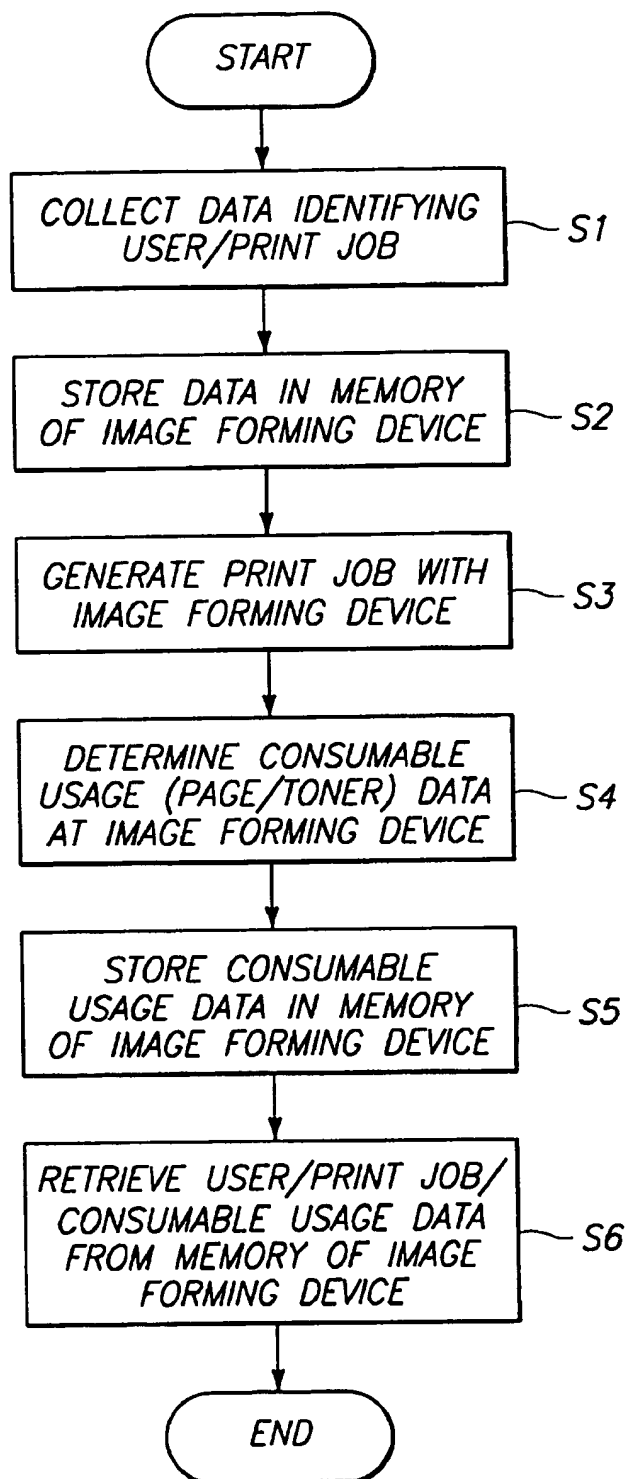 START
COLLECT DATA IDENTIFYING
USER/PRINT JOB
S1
STORE DATA IN MEMORY
OF IMAGE FORMING DEVICE
S2
GENERATE PRINT JOB WITH
IMAGE FORMING DEVICE
S3
DETERMINE CONSUMABLE
USAGE (PAGE/TONER) DATA
AT IMAGE FORMING DEVICE
S4
STORE CONSUMABLE
USAGE DATA IN MEMORY
OF IMAGE FORMING DEVICE
S5
RETRIEVE USER/PRINT JOB/
CONSUMABLE USAGE DATA
FROM MEMORY OF IMAGE
FORMING DEVICE
S6
END